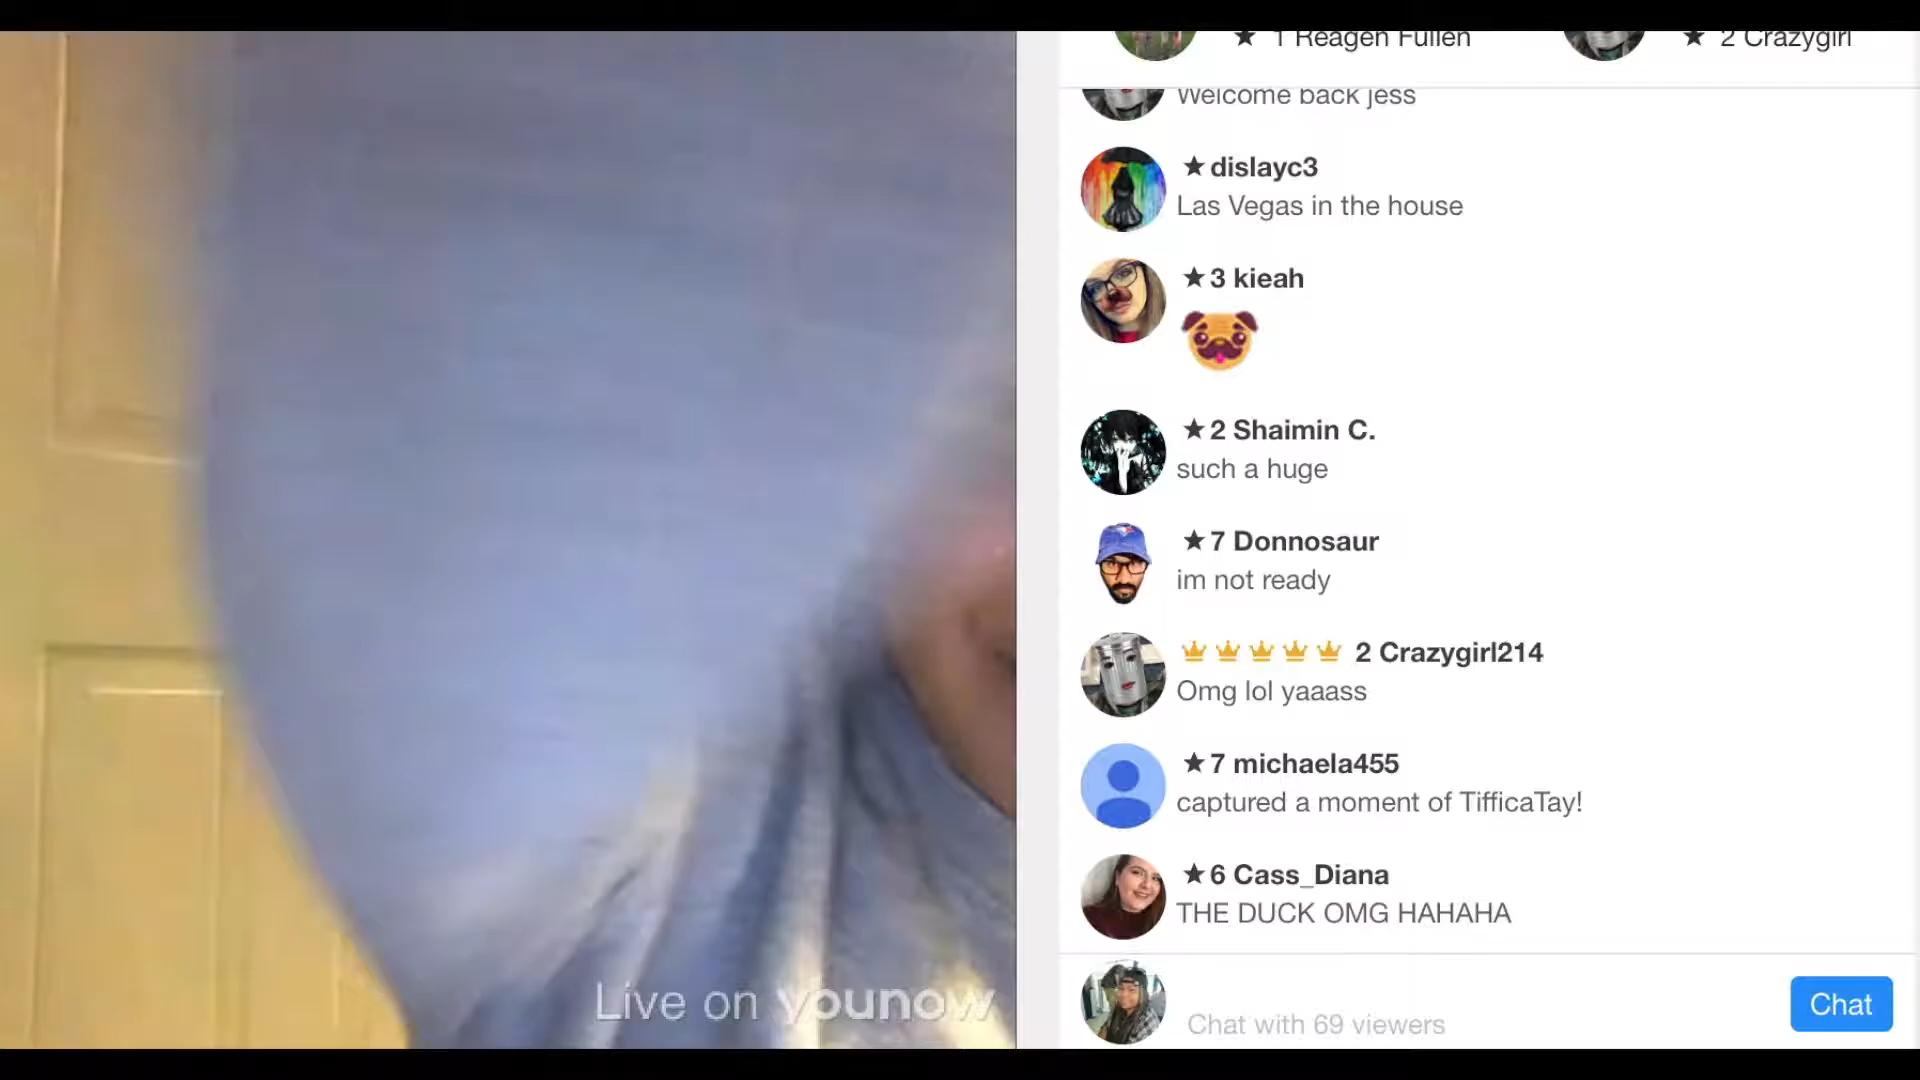 ★ 1 Reagen Fullen
★ 2 Crazygirl
Welcome back jess
★ dislayc3
Las Vegas in the house
★ 3 kieah
★ 2 Shaimin C.
such a huge
★ 7 Donnosaur
im not ready
2 Crazygirl214
Omg lol yaaass
★ 7 michaela455
captured a moment of TifficaTay!
★ 6 Cass_Diana
THE DUCK OMG HAHAHA
Live on younow
Chat with 69 viewers
Chat